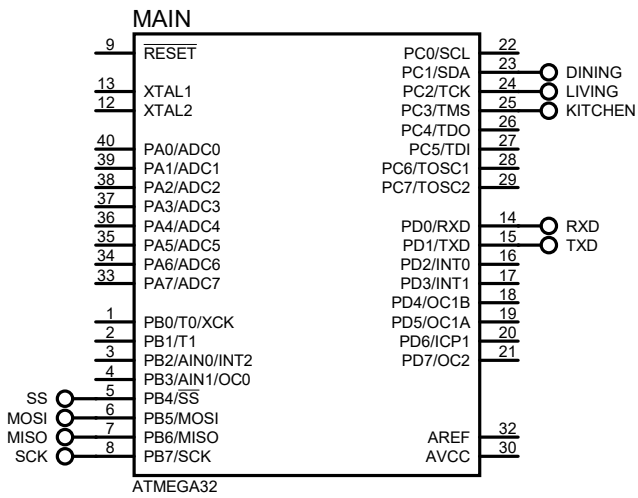 MAIN
9 RESET PC0/SCL 22
PC1/SDA 23 DINING
13 XTAL1 PC2/TCK 24 LIVING
12 XTAL2 PC3/TMS 25 KITCHEN
PC4/TDO 26
40 PA0/ADC0 PC5/TDI 27
39 PA1/ADC1 PC6/TOSC1 28
38 PA2/ADC2 PC7/TOSC2 29
37 PA3/ADC3
36 PA4/ADC4 PD0/RXD 14 RXD
35 PA5/ADC5 PD1/TXD 15 TXD
34 PA6/ADC6 PD2/INT0 16
33 PA7/ADC7 PD3/INT1 17
PD4/OC1B 18
1 PB0/T0/XCK PD5/OC1A 19
2 PB1/T1 PD6/ICP1 20
3 PB2/AIN0/INT2 PD7/OC2 21
4 PB3/AIN1/OC0
SS 5 PB4/SS
MOSI 6 PB5/MOSI
MISO 7 PB6/MISO AREF 32
SCK 8 PB7/SCK AVCC 30
ATMEGA32